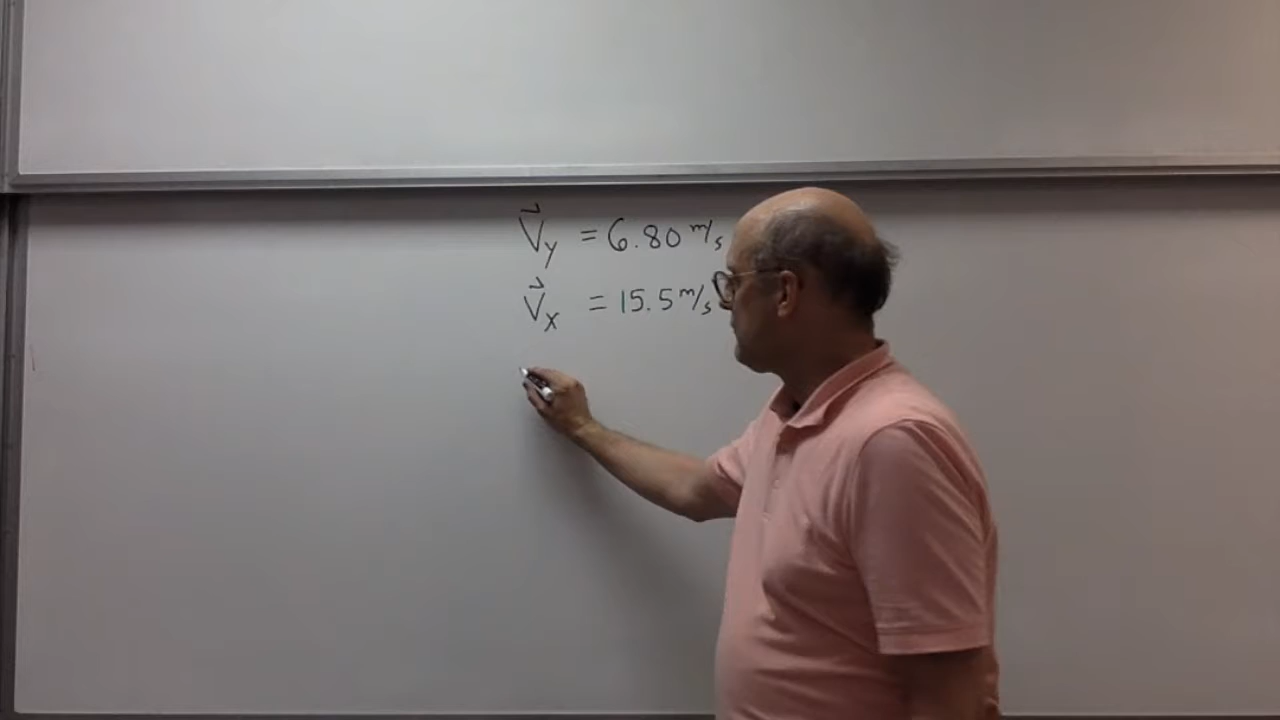 V⃗y = 6.80 m/s
V⃗x = 15.5 m/s